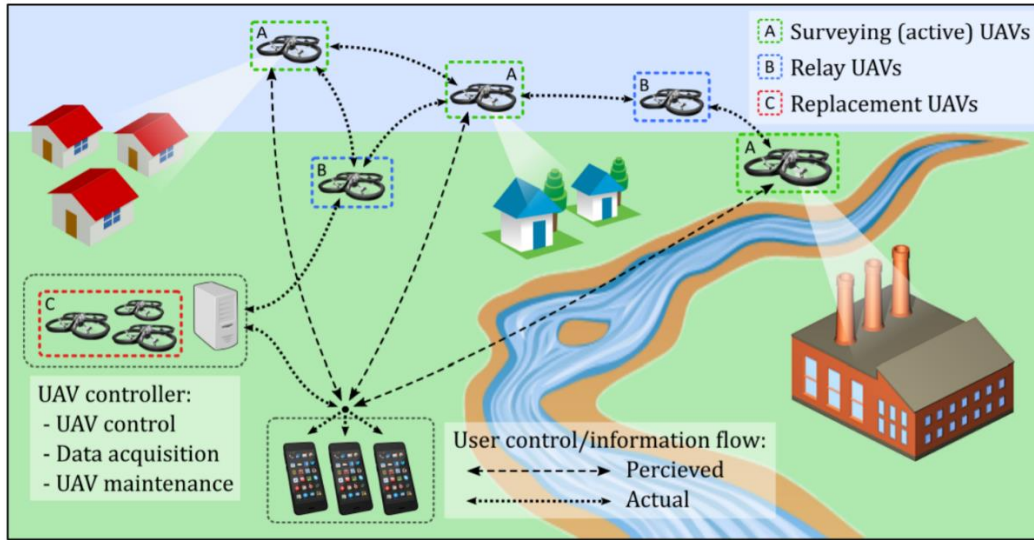 A
A
B
A
B
C
A Surveying (active) UAVs
B Relay UAVs
C Replacement UAVs
UAV controller:
- UAV control
- Data acquisition
- UAV maintenance
User control/information flow:
Percieved
Actual